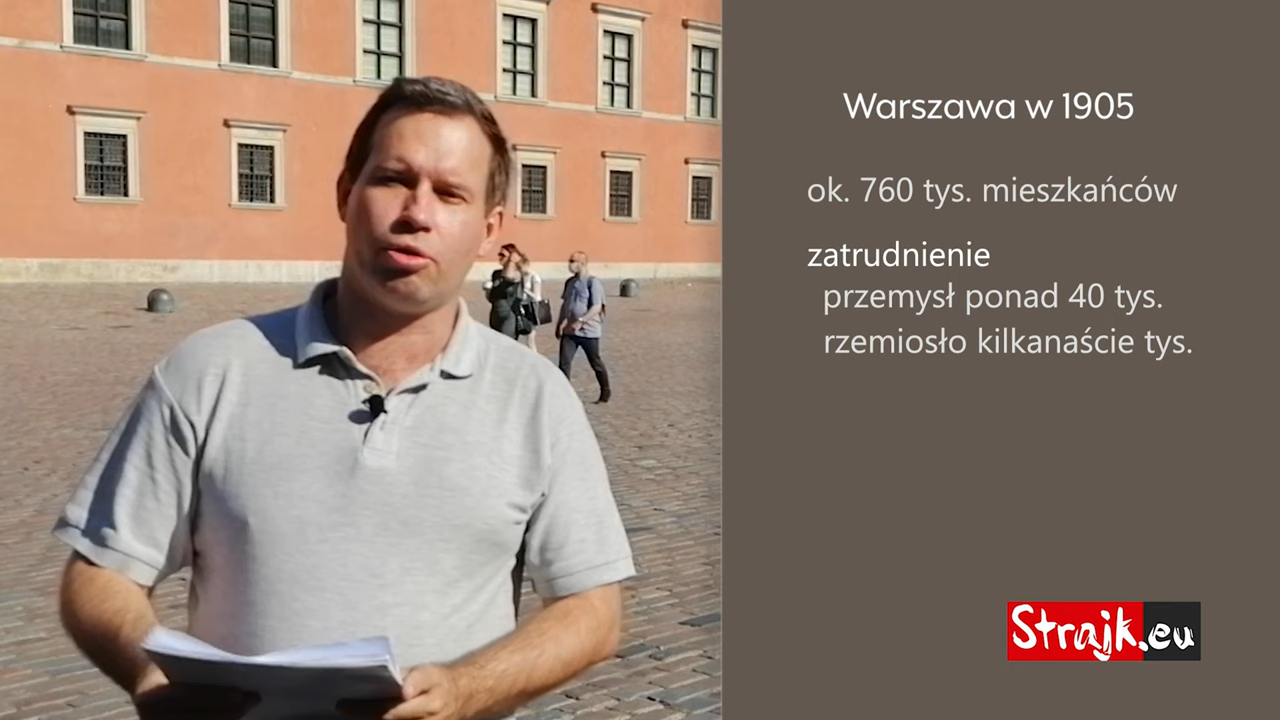 Warszawa w 1905
ok. 760 tys. mieszkańców
zatrudnienie
przemysł ponad 40 tys.
rzemiosło kilkanaście tys.
Strajk.eu